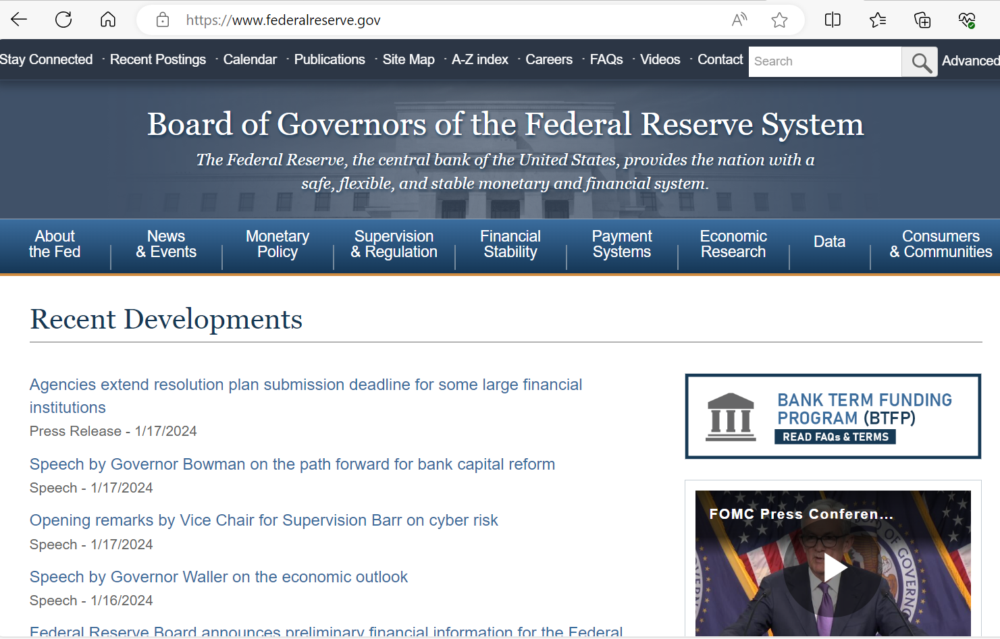 https://www.federalreserve.gov
Stay Connected · Recent Postings · Calendar · Publications · Site Map · A-Z index · Careers · FAQs · Videos · Contact Search Advanced
Board of Governors of the Federal Reserve System
The Federal Reserve, the central bank of the United States, provides the nation with a
safe, flexible, and stable monetary and financial system.
About
the Fed
News
& Events
Monetary
Policy
Supervision
& Regulation
Financial
Stability
Payment
Systems
Economic
Research
Data
Consumers
& Communities
Recent Developments
Agencies extend resolution plan submission deadline for some large financial
institutions
Press Release - 1/17/2024
Speech by Governor Bowman on the path forward for bank capital reform
Speech - 1/17/2024
Opening remarks by Vice Chair for Supervision Barr on cyber risk
Speech - 1/17/2024
Speech by Governor Waller on the economic outlook
Speech - 1/16/2024
Federal Reserve Board announces preliminary financial information for the Federal
BANK TERM FUNDING
PROGRAM (BTFP)
READ FAQs & TERMS
FOMC Press Conferen...